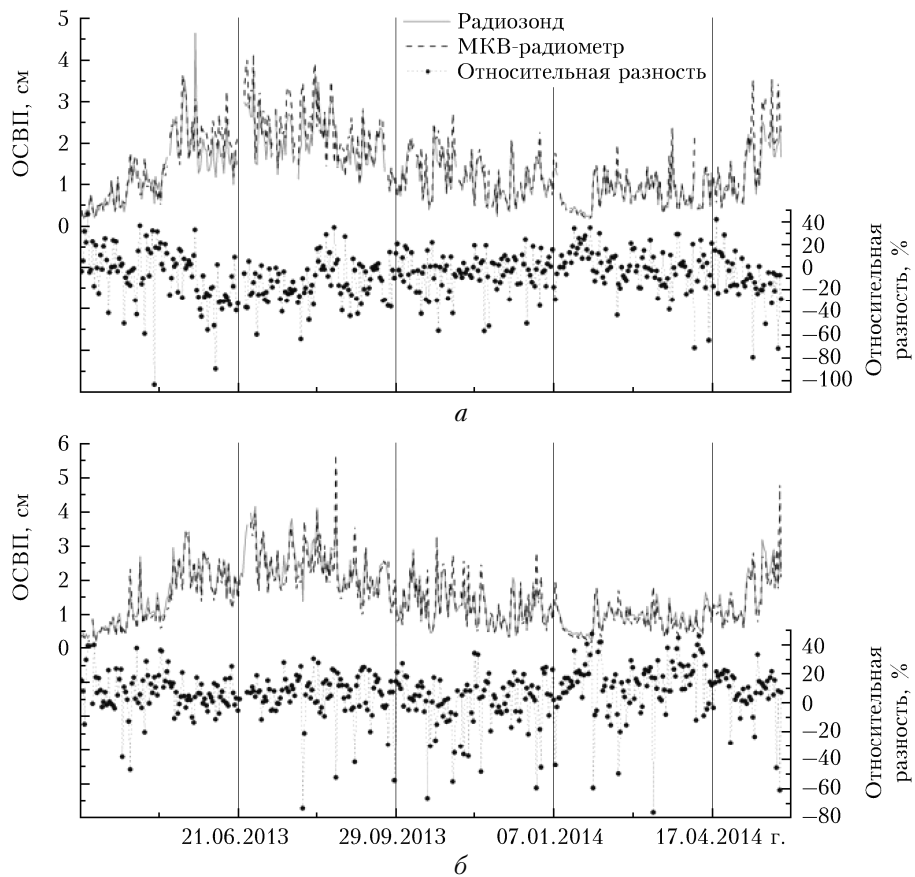 Радиозонд
МКВ-радиометр
Относительная разность
ОСВП, см
5
4
3
2
1
0
40
20
0
−20
−40
−60
−80
−100
Относительная
разность, %
а
ОСВП, см
6
5
4
3
2
1
0
40
20
0
−20
−40
−60
−80
Относительная
разность, %
21.06.2013 29.09.2013 07.01.2014 17.04.2014 г.
б